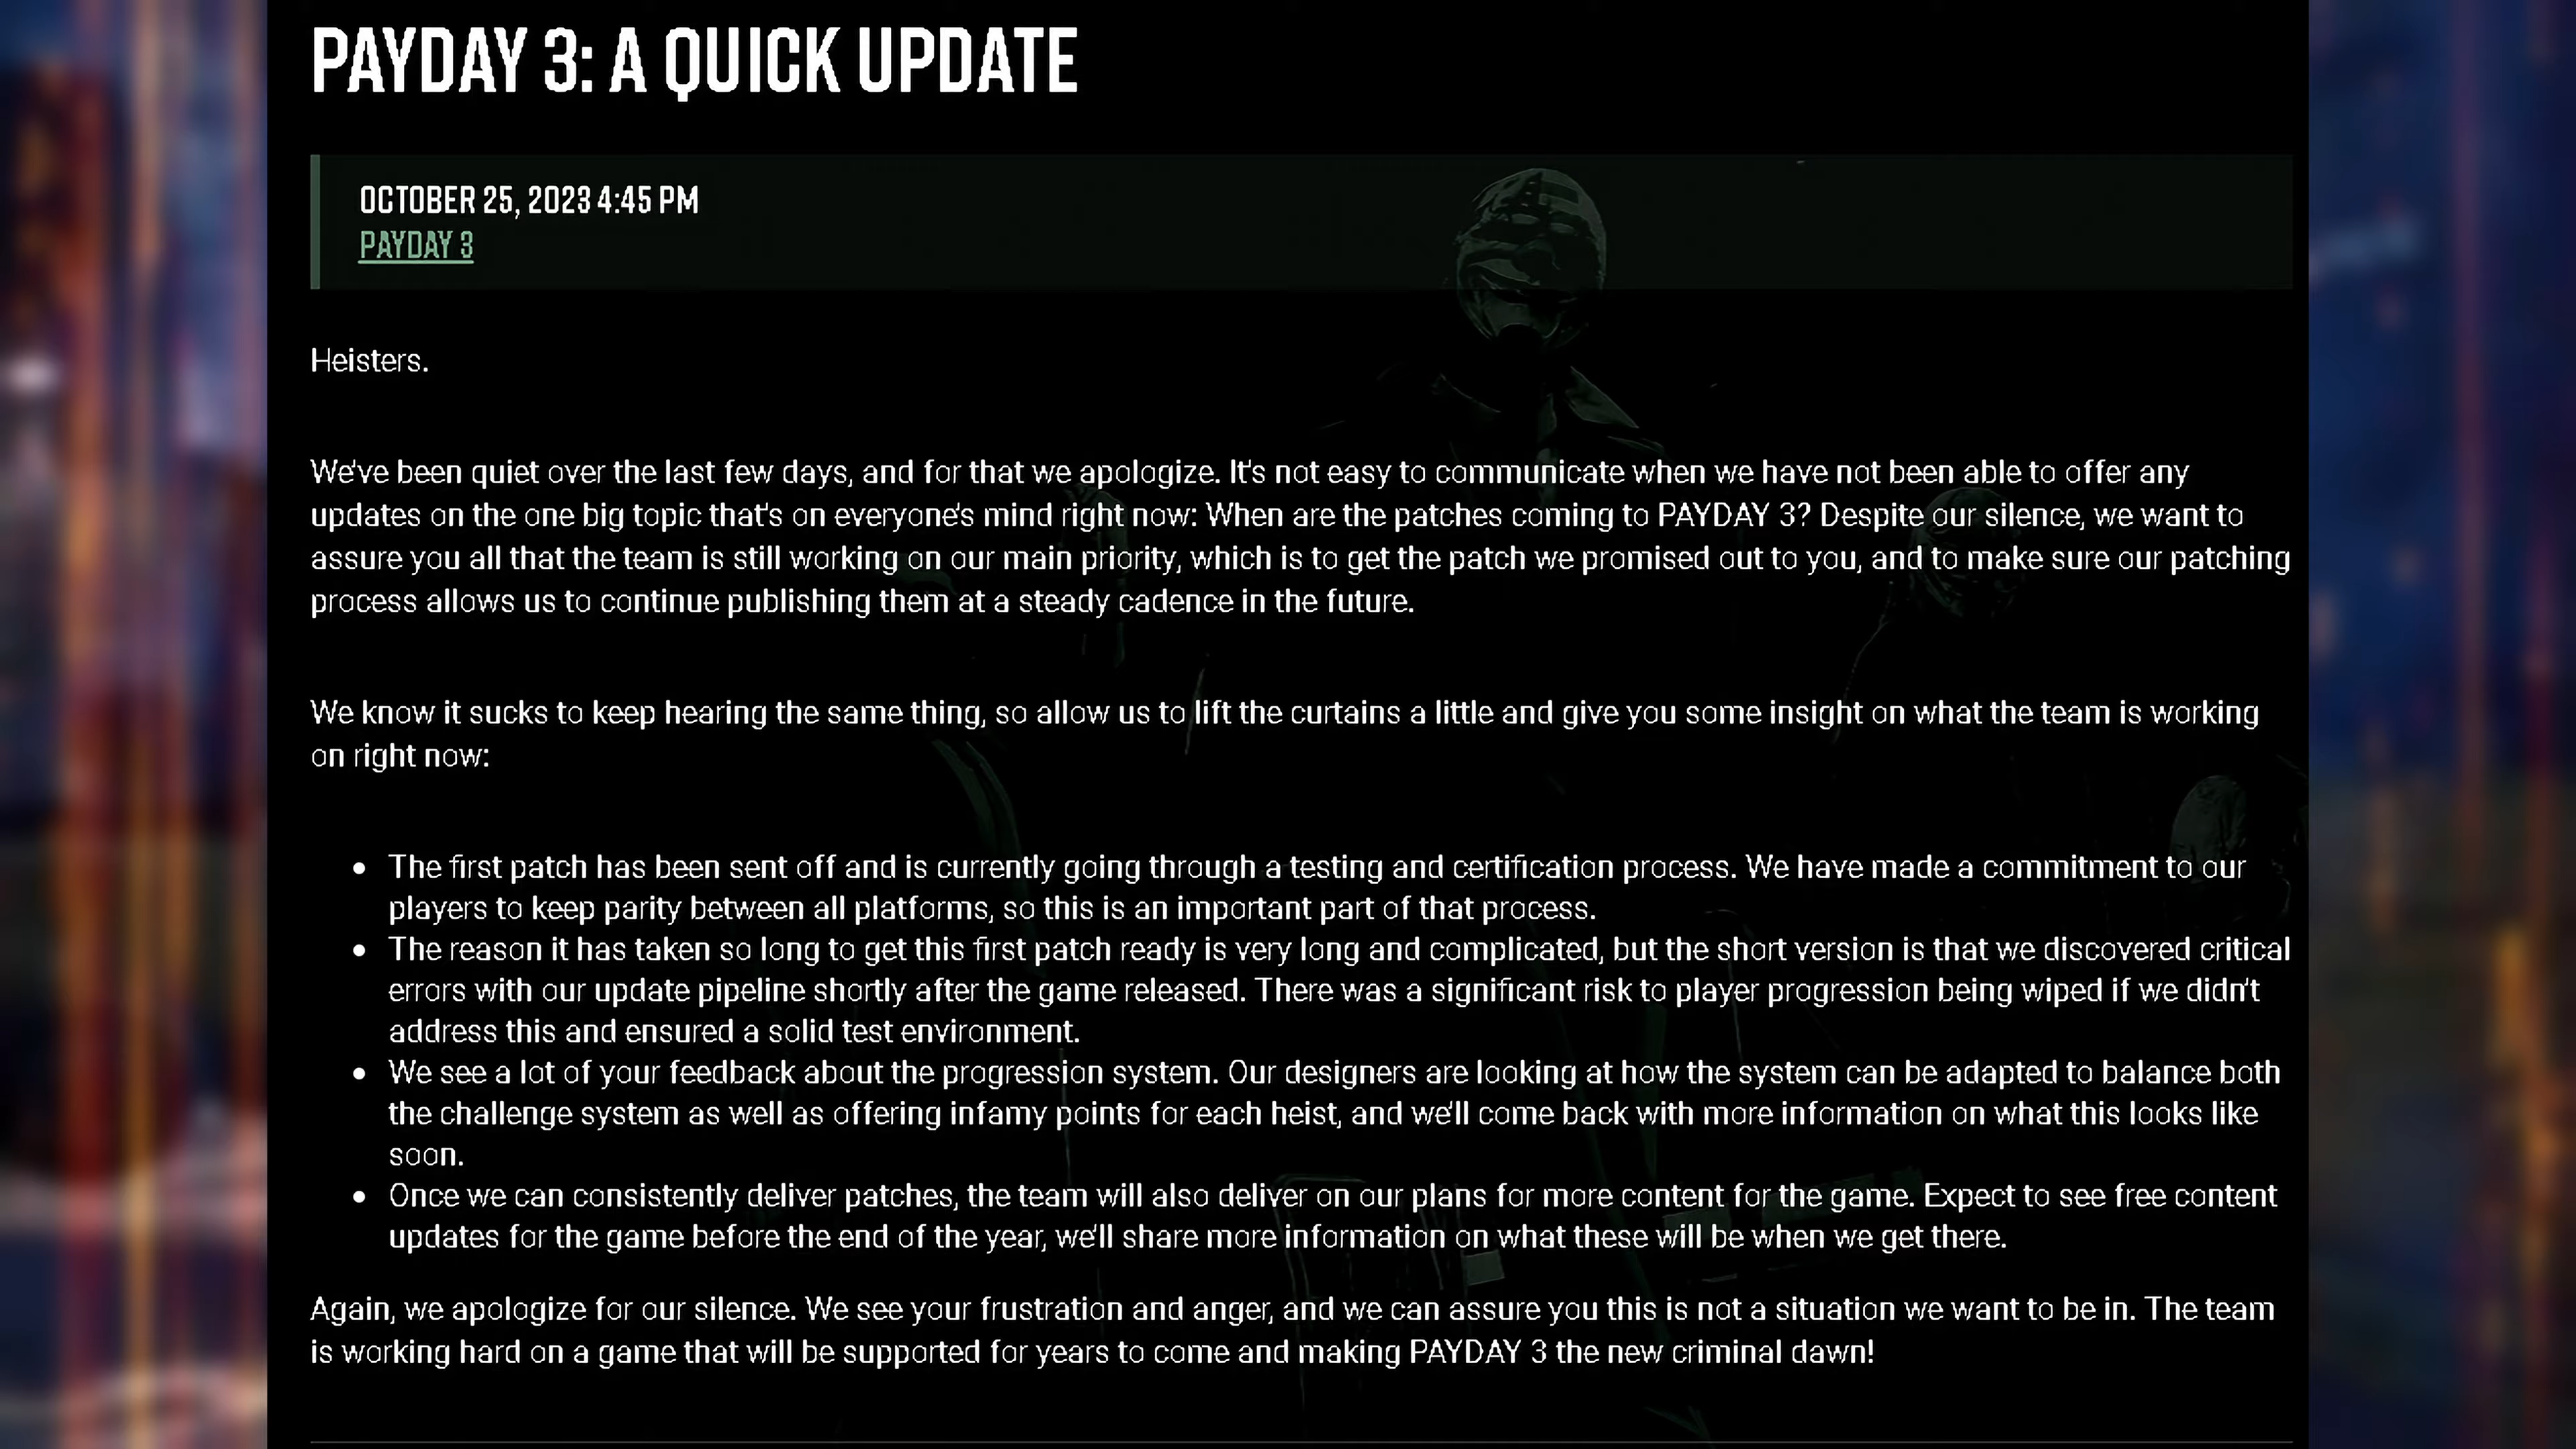 PAYDAY 3: A QUICK UPDATE
OCTOBER 25, 2023 4:45 PM
PAYDAY 3
Heisters.
We've been quiet over the last few days, and for that we apologize. It's not easy to communicate when we have not been able to offer any
updates on the one big topic that's on everyone's mind right now: When are the patches coming to PAYDAY 3? Despite our silence, we want to
assure you all that the team is still working on our main priority, which is to get the patch we promised out to you, and to make sure our patching
process allows us to continue publishing them at a steady cadence in the future.
We know it sucks to keep hearing the same thing, so allow us to lift the curtains a little and give you some insight on what the team is working
on right now:
• The first patch has been sent off and is currently going through a testing and certification process. We have made a commitment to our
players to keep parity between all platforms, so this is an important part of that process.
• The reason it has taken so long to get this first patch ready is very long and complicated, but the short version is that we discovered critical
errors with our update pipeline shortly after the game released. There was a significant risk to player progression being wiped if we didn't
address this and ensured a solid test environment.
• We see a lot of your feedback about the progression system. Our designers are looking at how the system can be adapted to balance both
the challenge system as well as offering infamy points for each heist, and we'll come back with more information on what this looks like
soon.
• Once we can consistently deliver patches, the team will also deliver on our plans for more content for the game. Expect to see free content
updates for the game before the end of the year, we'll share more information on what these will be when we get there.
Again, we apologize for our silence. We see your frustration and anger, and we can assure you this is not a situation we want to be in. The team
is working hard on a game that will be supported for years to come and making PAYDAY 3 the new criminal dawn!